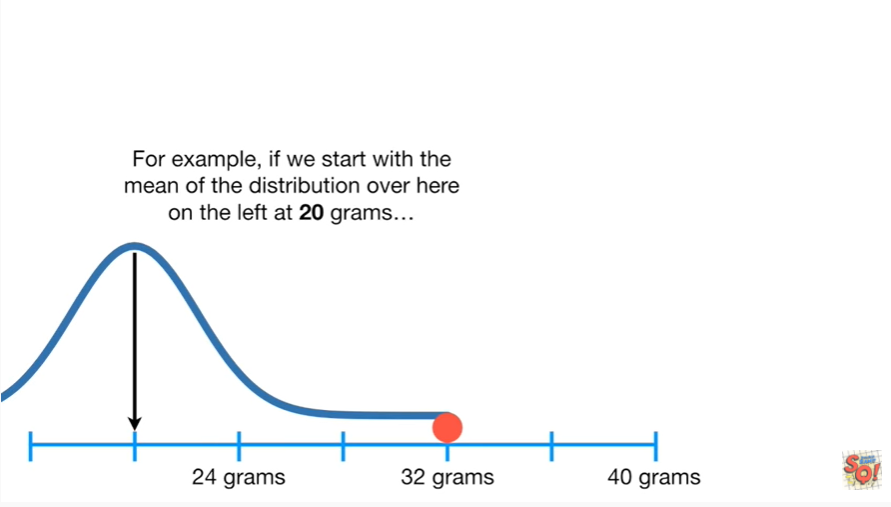 For example, if we start with the
mean of the distribution over here
on the left at 20 grams…
24 grams
32 grams
40 grams
SQ!